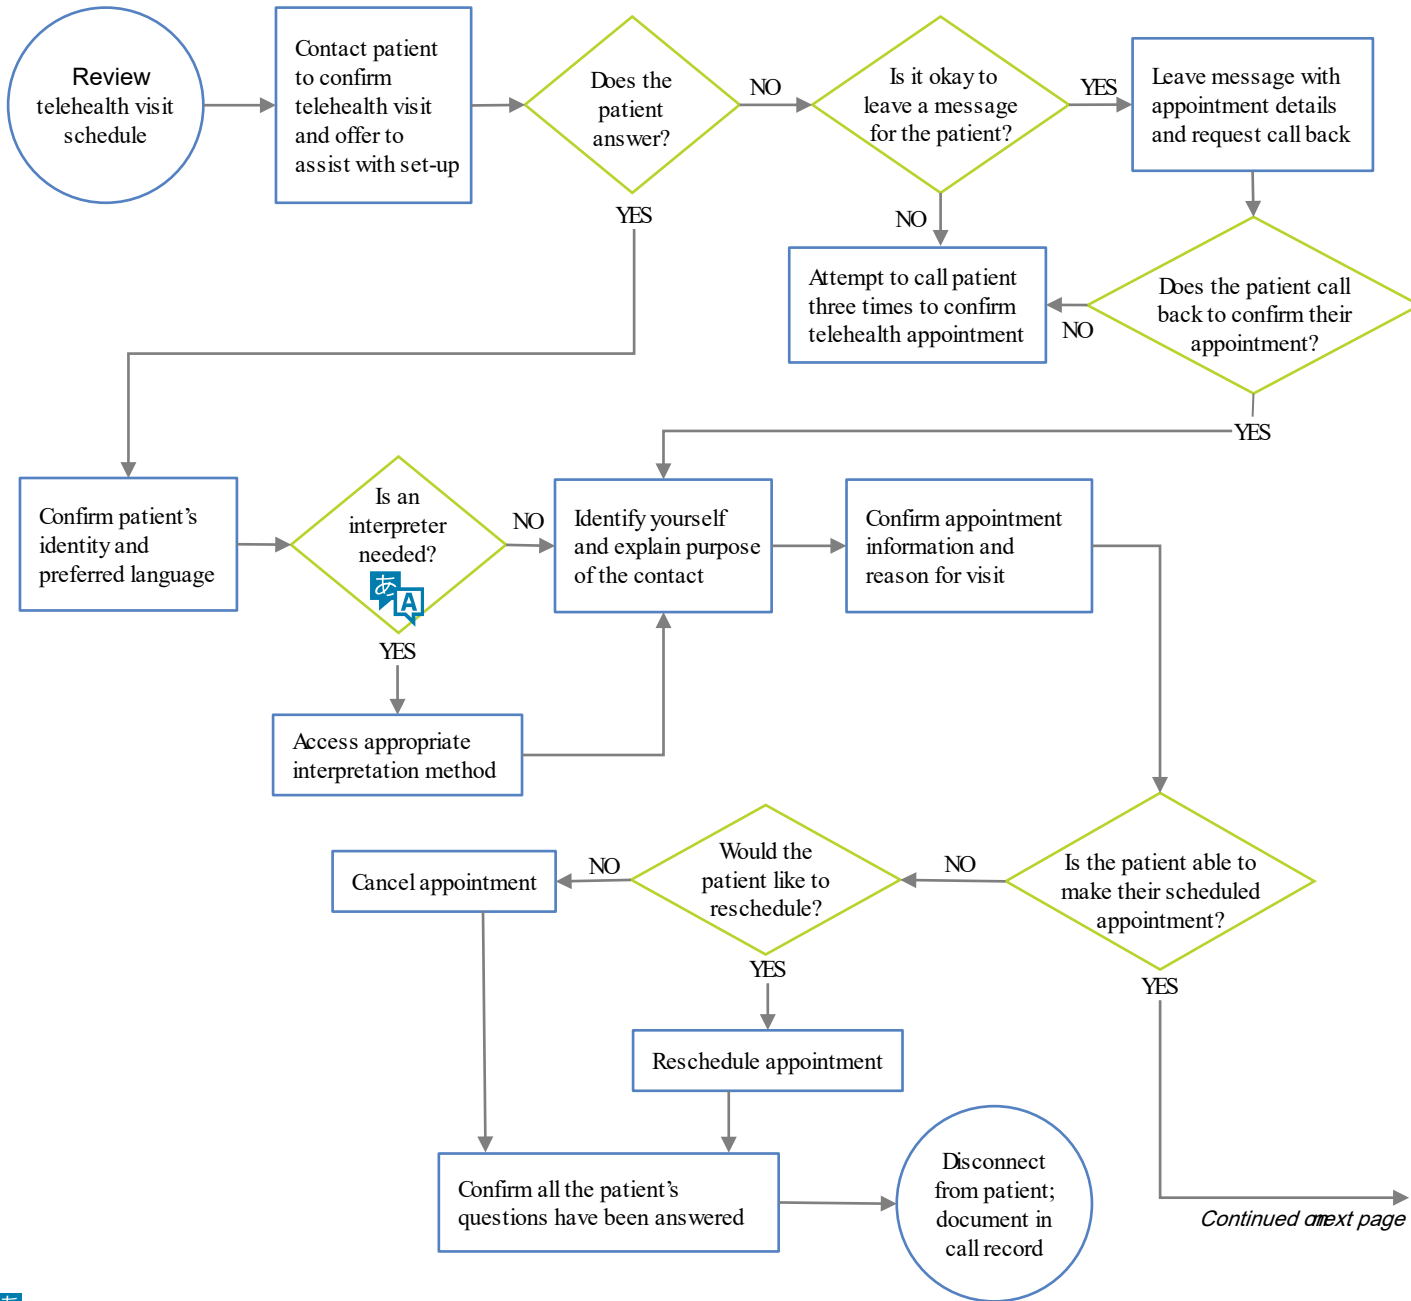 Review
telehealth visit
schedule
Contact patient
to confirm
telehealth visit
and offer to
assist with set-up
Does the
patient
answer?
NO
Is it okay to
leave a message
for the patient?
YES
Leave message with
appointment details
and request call back
YES
NO
Attempt to call patient
three times to confirm
telehealth appointment
NO
Does the patient call
back to confirm their
appointment?
YES
Confirm patient's
identity and
preferred language
Is an
interpreter
needed?
あ
A
NO
Identify yourself
and explain purpose
of the contact
Confirm appointment
information and
reason for visit
YES
Access appropriate
interpretation method
Cancel appointment
NO
Would the
patient like to
reschedule?
NO
Is the patient able to
make their scheduled
appointment?
YES
YES
Reschedule appointment
Confirm all the patient's
questions have been answered
Disconnect
from patient;
document in
call record
Continued on next page
あ